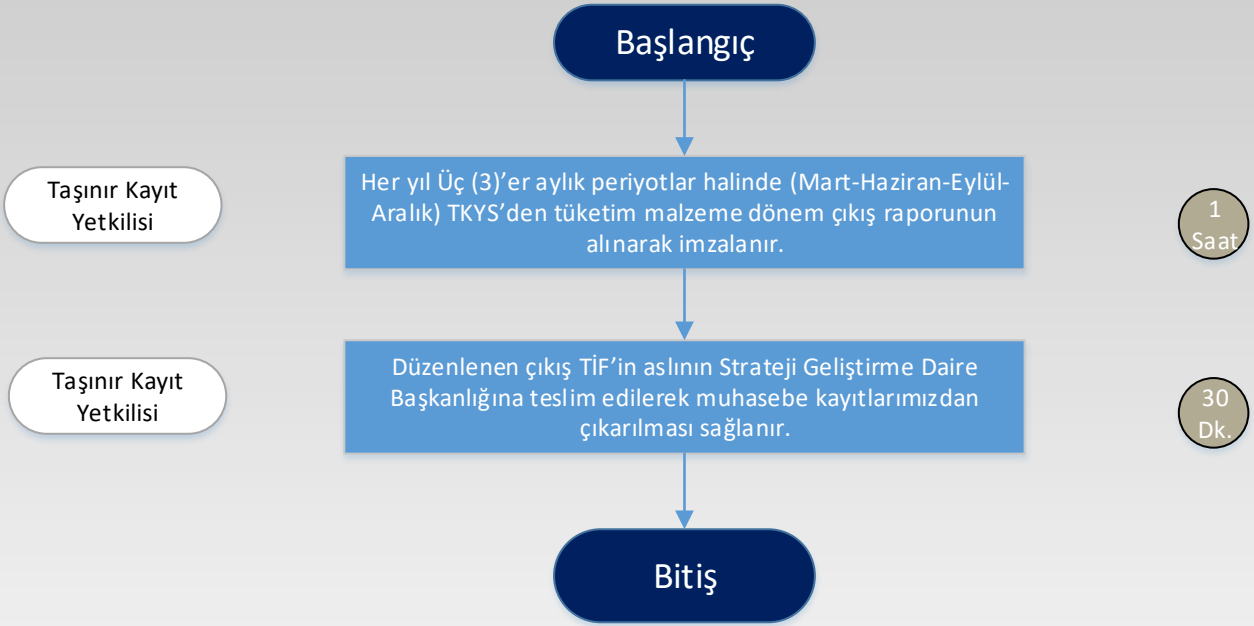 Başlangıç
Taşınır Kayıt
Yetkilisi
Her yıl Üç (3)’er aylık periyotlar halinde (Mart-Haziran-Eylül-
Aralık) TKYS’den tüketim malzeme dönem çıkış raporunun
alınarak imzalanır.
1
Saat
Taşınır Kayıt
Yetkilisi
Düzenlenen çıkış TİF’in aslının Strateji Geliştirme Daire
Başkanlığına teslim edilerek muhasebe kayıtlarımızdan
çıkarılması sağlanır.
30
Dk.
Bitiş